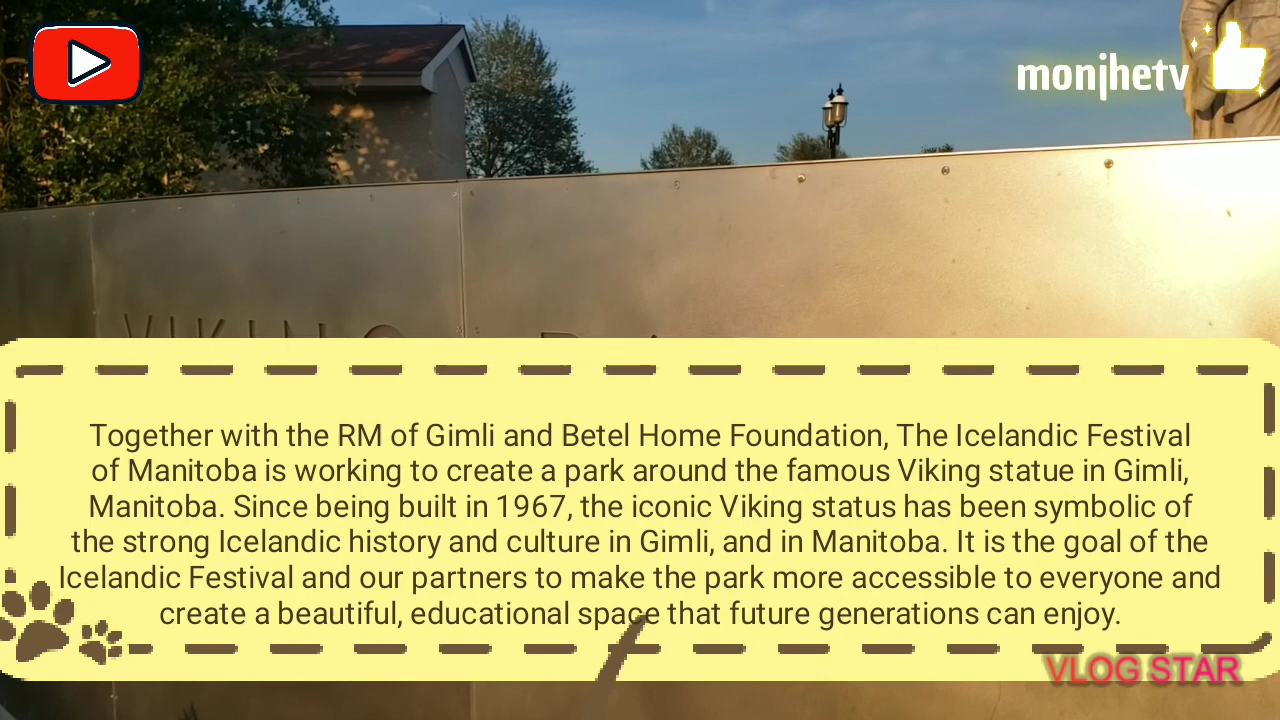 monjhetv
VIKING PA
Together with the RM of Gimli and Betel Home Foundation, The Icelandic Festival
of Manitoba is working to create a park around the famous Viking statue in Gimli,
Manitoba. Since being built in 1967, the iconic Viking status has been symbolic of
the strong Icelandic history and culture in Gimli, and in Manitoba. It is the goal of the
Icelandic Festival and our partners to make the park more accessible to everyone and
create a beautiful, educational space that future generations can enjoy.
VLOG STAR